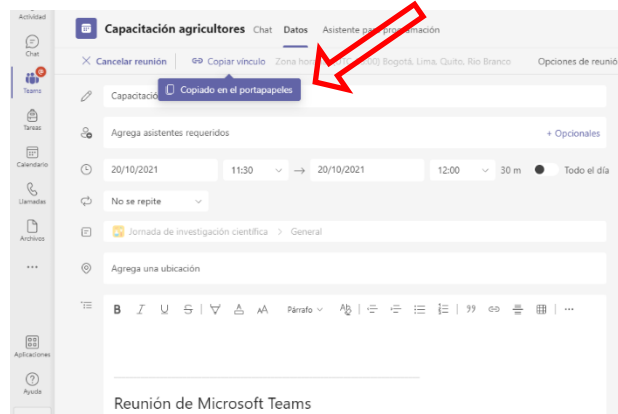 Actividad
Chat
Teams
Tareas
Calendario
Llamadas
Archivos
Aplicaciones
Ayuda
Capacitación agricultores Chat Datos Asistente para programación
Cancelar reunión Copiar vínculo Zona Bogotá, Lima, Quito, Rio Branco Opciones de reunió
Copiado en el portapapeles
Capacitació
Agrega asistentes requeridos + Opcionales
20/10/2021 11:30 → 20/10/2021 12:00 30 m Todo el día
No se repite
Jornada de investigación científica > General
Agrega una ubicación
B I U S A AA Párrafo
Reunión de Microsoft Teams